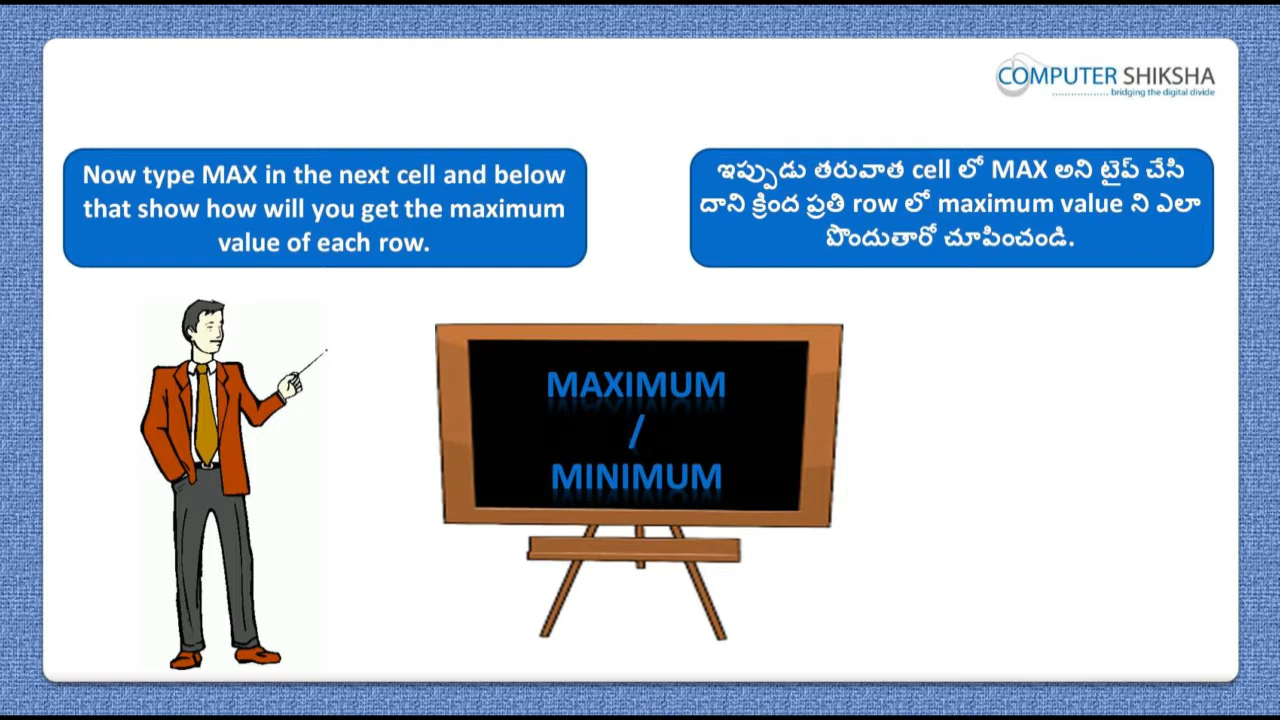 COMPUTER SHIKSHA
bridging the digital divide
Now type MAX in the next cell and below
that show how will you get the maximum
value of each row.
ఇప్పుడు తరువాత cell లో MAX అని టైప్ చేసి
దాని క్రింద ప్రతి row లో maximum value ని ఎలా
పొందుతారో చూపించండి.
MAXIMUM
/
MINIMUM